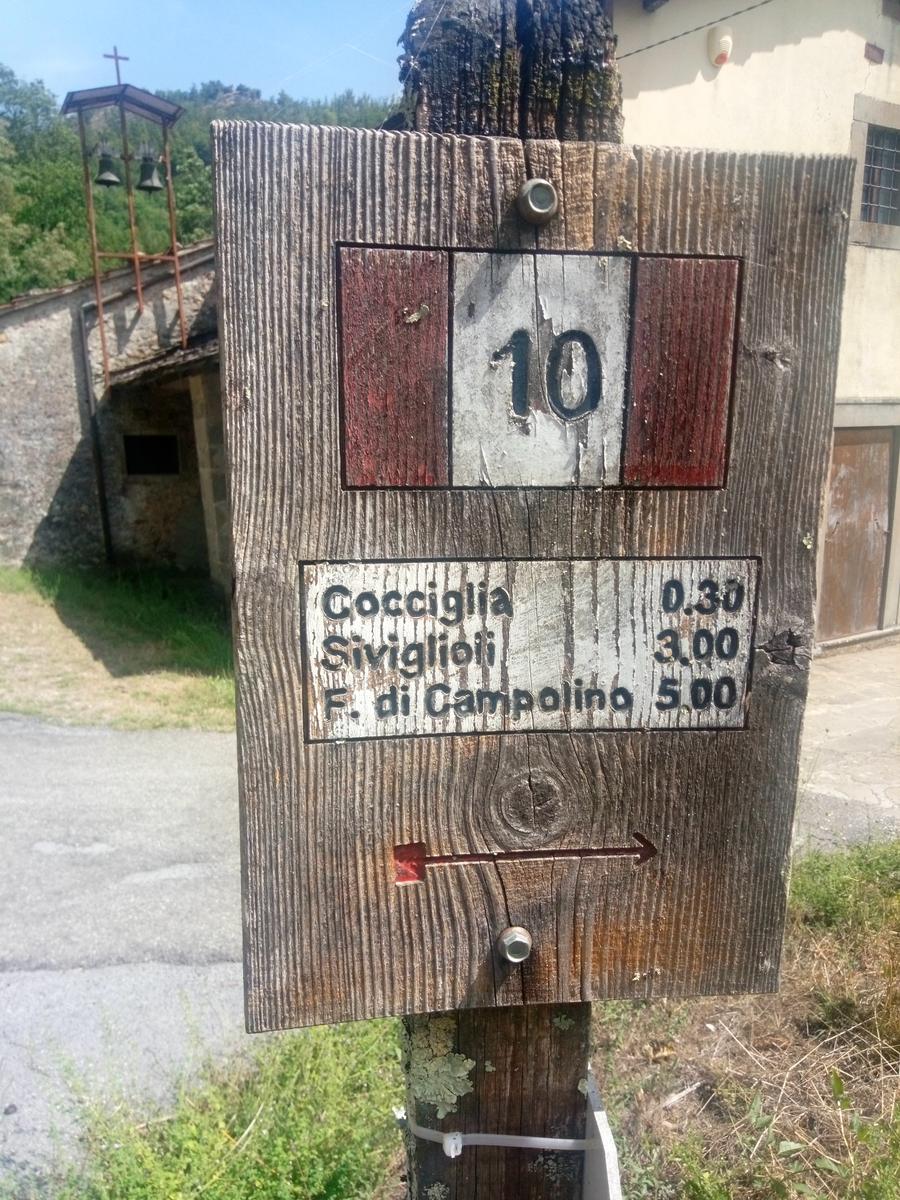 10
Cocciglia 0.30
Siviglioli 3.00
F. di Campolino 5.00